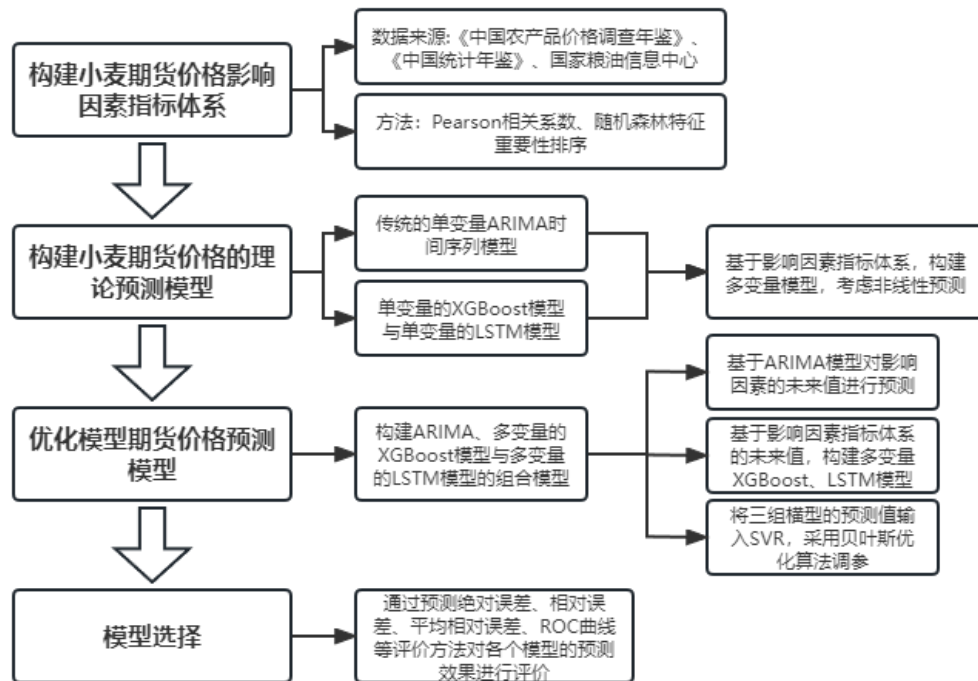 数据来源:《中国农产品价格调查年鉴》、
《中国统计年鉴》、国家粮油信息中心
构建小麦期货价格影响
因素指标体系
方法：Pearson相关系数、随机森林特征
重要性排序
传统的单变量ARIMA时
间序列模型
构建小麦期货价格的理
论预测模型
单变量的XGBoost模型
与单变量的LSTM模型
基于影响因素指标体系，构建
多变量模型，考虑非线性预测
基于ARIMA模型对影响
因素的未来值进行预测
优化模型期货价格预测
模型
构建ARIMA、多变量的
XGBoost模型与多变量
的LSTM模型的组合模型
基于影响因素指标体系
的未来值，构建多变量
XGBoost、LSTM模型
将三组模型的预测值输
入SVR，采用贝叶斯优
化算法调参
模型选择
通过预测绝对误差、相对误
差、平均相对误差、ROC曲线
等评价方法对各个模型的预测
效果进行评价